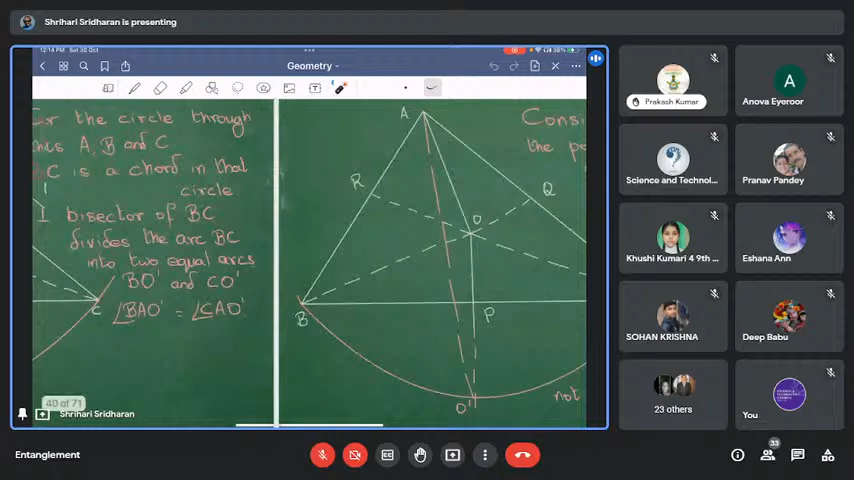 Shrihari Sridharan is presenting
12:14 PM Sat 30 Oct
38%
Geometry
For the circle through
A, B and C
C is a chord in that
circle
bisector of BC
divides the arc BC
into two equal arcs
BO' and CO'
∠BAO' = ∠CAO'
C
A
R
Q
O
B
P
O'
not
Consi
the po
40 of 71
Shrihari Sridharan
Prakash Kumar
Anova Eyeroor
A
Science and Technol...
Pranav Pandey
Khushi Kumari 4 9th ...
Eshana Ann
SOHAN KRISHNA
Deep Babu
23 others
You
Entanglement
33